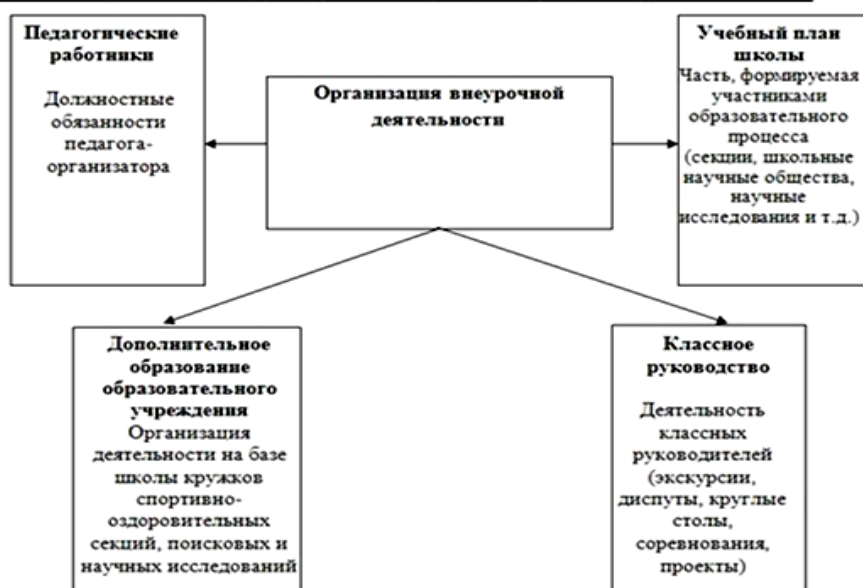 Педагогические
работники
Должностные
обязанности
педагога-
организатора
Организация внеурочной
деятельности
Учебный план
школы
Часть, формируемая
участниками
образовательного
процесса
(секции, школьные
научные общества,
научные
исследования и т.д.)
Дополнительное
образование
образовательного
учреждения
Организация
деятельности на базе
школы кружков
спортивно-
оздоровительных
секций, поисковых и
научных исследований
Классное
руководство
Деятельность
классных
руководителей
(экскурсии,
диспуты, круглые
столы,
соревнования,
проекты)